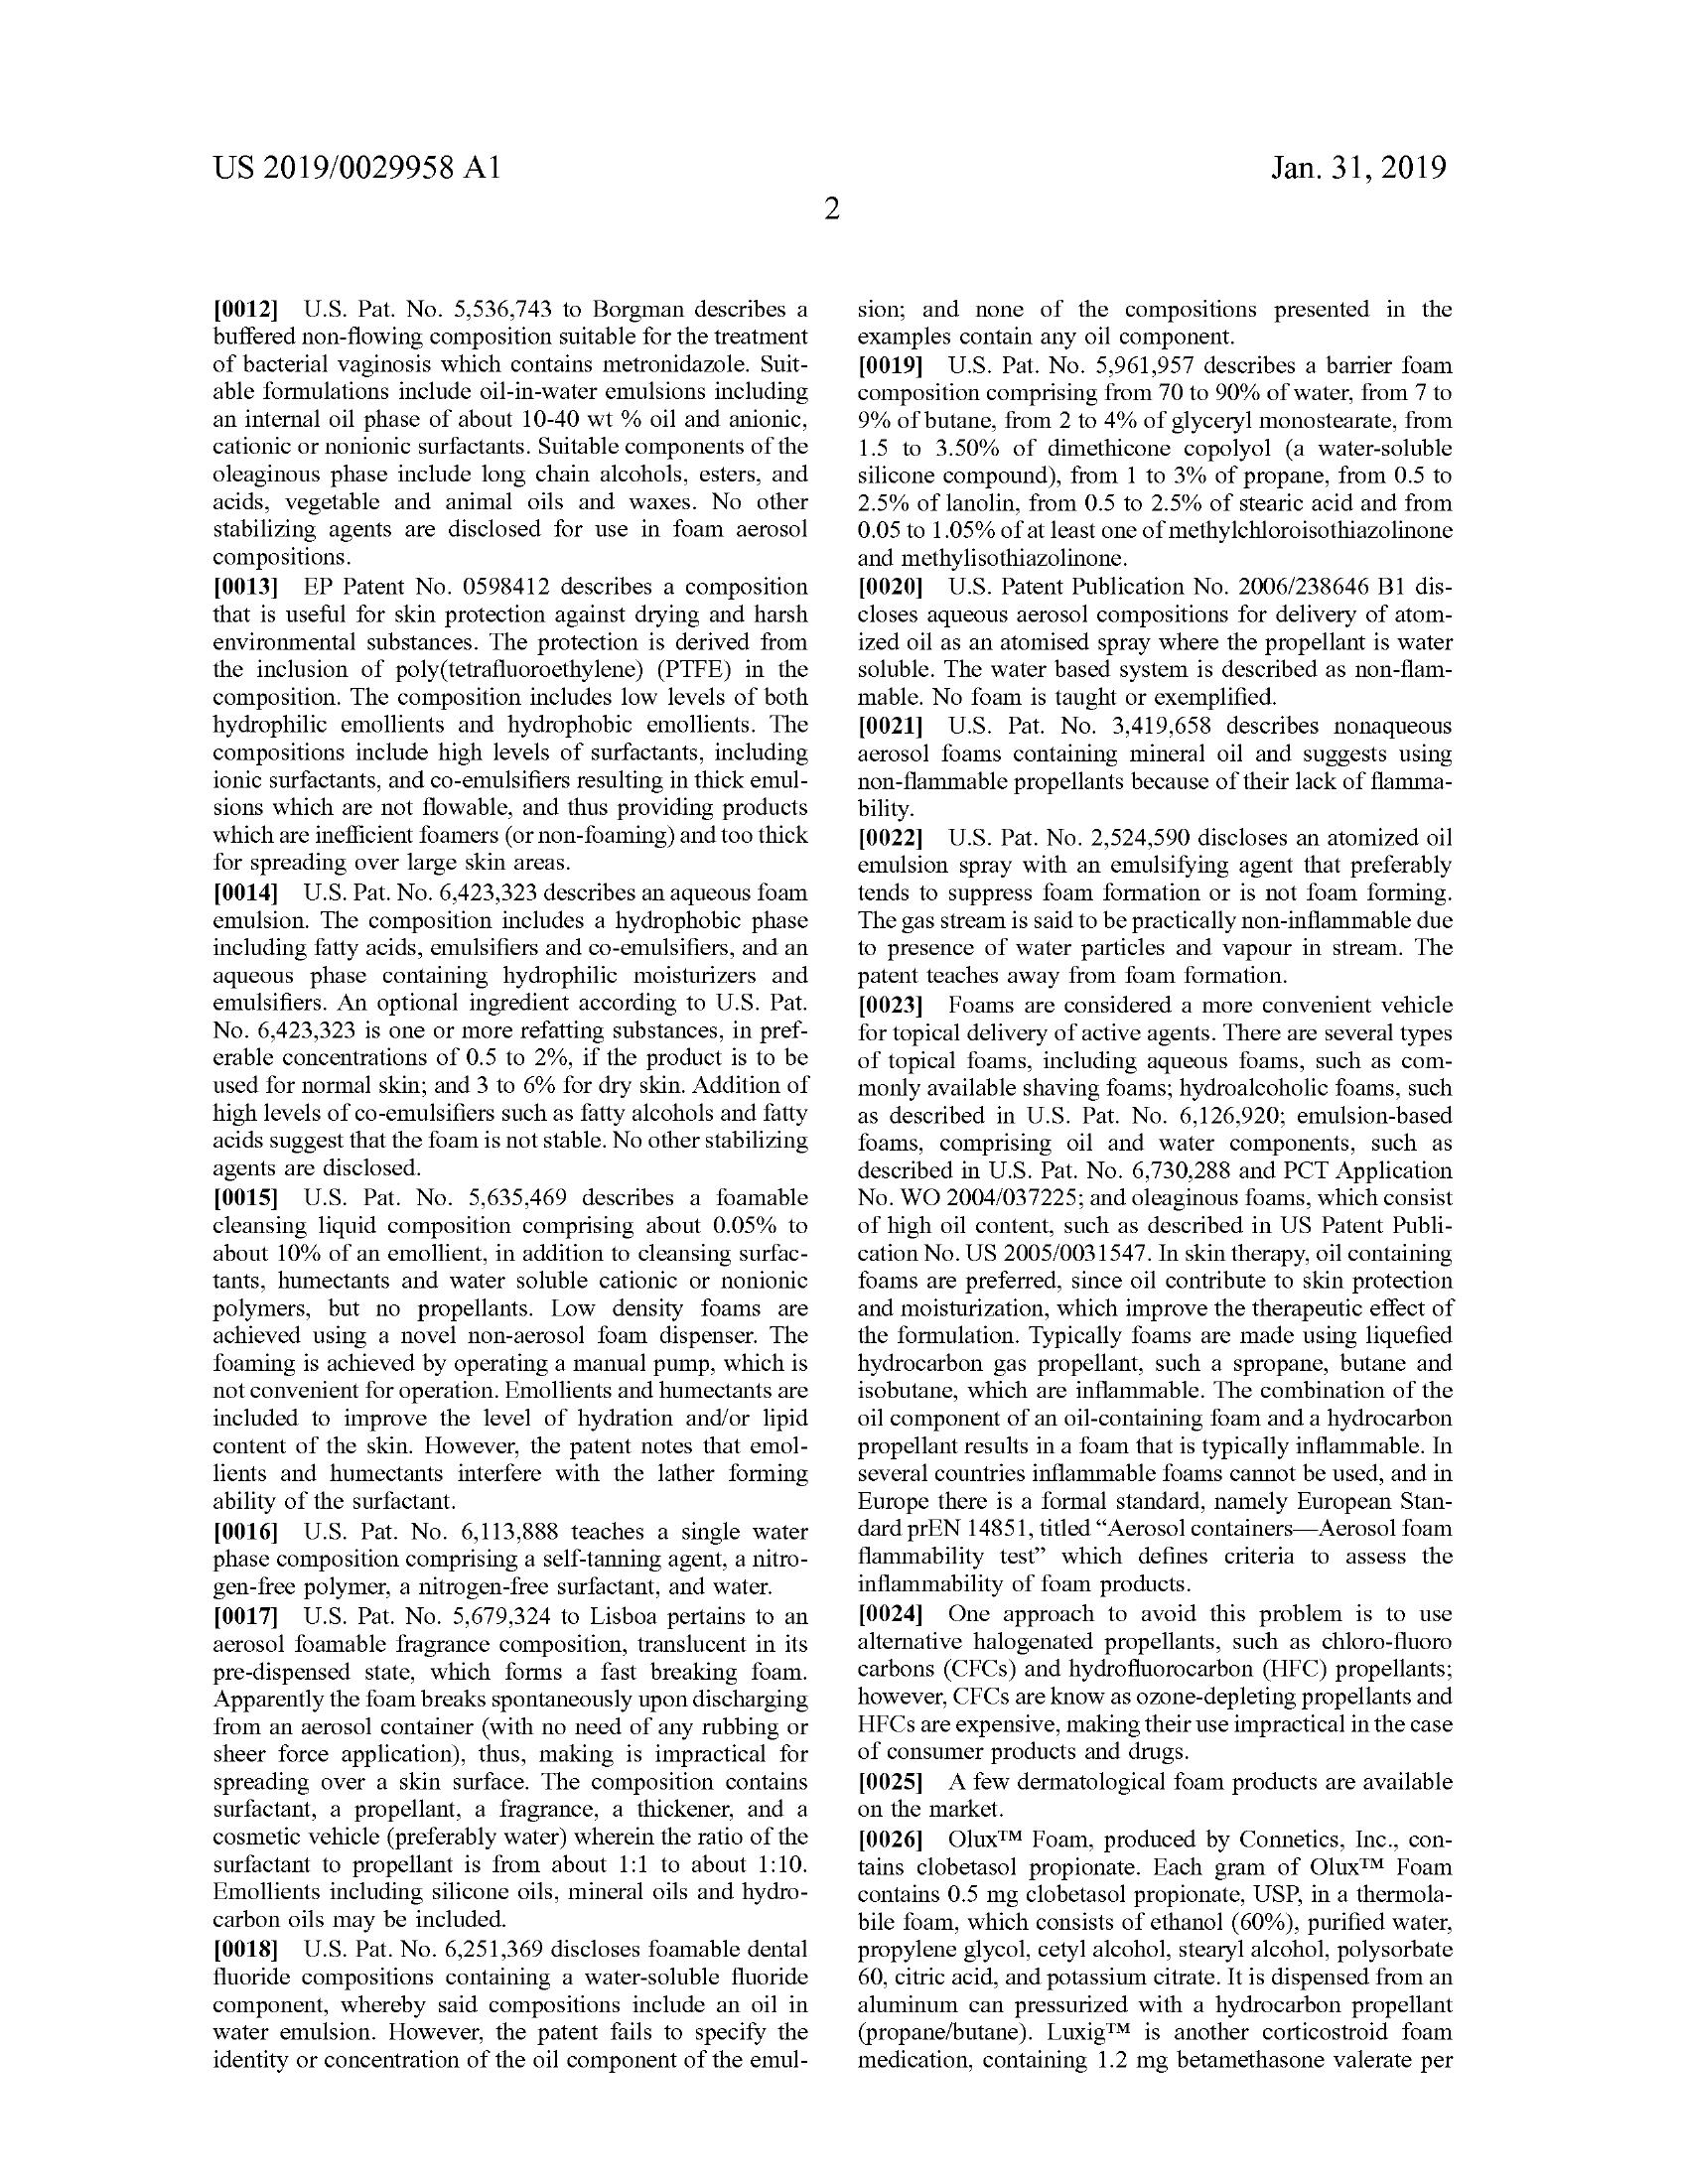 US 2019/0029958 A1
Jan. 31, 2019
2
[0012] U.S. Pat. No. 5,536,743 to Borgman describes a
buffered non-flowing composition suitable for the treatment
of bacterial vaginosis which contains metronidazole. Suit-
able formulations include oil-in-water emulsions including
an internal oil phase of about 10-40 wt % oil and anionic,
cationic or nonionic surfactants. Suitable components of the
oleaginous phase include long chain alcohols, esters, and
acids, vegetable and animal oils and waxes. No other
stabilizing agents are disclosed for use in foam aerosol
compositions.
[0013] EP Patent No. 0598412 describes a composition
that is useful for skin protection against drying and harsh
environmental substances. The protection is derived from
the inclusion of poly(tetrafluoroethylene) (PTFE) in the
composition. The composition includes low levels of both
hydrophilic emollients and hydrophobic emollients. The
compositions include high levels of surfactants, including
ionic surfactants, and co-emulsifiers resulting in thick emul-
sions which are not flowable, and thus providing products
which are inefficient foamers (or non-foaming) and too thick
for spreading over large skin areas.
[0014] U.S. Pat. No. 6,423,323 describes an aqueous foam
emulsion. The composition includes a hydrophobic phase
including fatty acids, emulsifiers and co-emulsifiers, and an
aqueous phase containing hydrophilic moisturizers and
emulsifiers. An optional ingredient according to U.S. Pat.
No. 6,423,323 is one or more refatting substances, in pref-
erable concentrations of 0.5 to 2%, if the product is to be
used for normal skin; and 3 to 6% for dry skin. Addition of
high levels of co-emulsifiers such as fatty alcohols and fatty
acids suggest that the foam is not stable. No other stabilizing
agents are disclosed.
[0015] U.S. Pat. No. 5,635,469 describes a foamable
cleansing liquid composition comprising about 0.05% to
about 10% of an emollient, in addition to cleansing surfac-
tants, humectants and water soluble cationic or nonionic
polymers, but no propellants. Low density foams are
achieved using a novel non-aerosol foam dispenser. The
foaming is achieved by operating a manual pump, which is
not convenient for operation. Emollients and humectants are
included to improve the level of hydration and/or lipid
content of the skin. However, the patent notes that emol-
lients and humectants interfere with the lather forming
ability of the surfactant.
[0016] U.S. Pat. No. 6,113,888 teaches a single water
phase composition comprising a self-tanning agent, a nitro-
gen-free polymer, a nitrogen-free surfactant, and water.
[0017] U.S. Pat. No. 5,679,324 to Lisboa pertains to an
aerosol foamable fragrance composition, translucent in its
pre-dispensed state, which forms a fast breaking foam.
Apparently the foam breaks spontaneously upon discharging
from an aerosol container (with no need of any rubbing or
sheer force application), thus, making is impractical for
spreading over a skin surface. The composition contains
surfactant, a propellant, a fragrance, a thickener, and a
cosmetic vehicle (preferably water) wherein the ratio of the
surfactant to propellant is from about 1:1 to about 1:10.
Emollients including silicone oils, mineral oils and hydro-
carbon oils may be included.
[0018] U.S. Pat. No. 6,251,369 discloses foamable dental
fluoride compositions containing a water-soluble fluoride
component, whereby said compositions include an oil in
water emulsion. However, the patent fails to specify the
identity or concentration of the oil component of the emul-
sion; and none of the compositions presented in the
examples contain any oil component.
[0019] U.S. Pat. No. 5,961,957 describes a barrier foam
composition comprising from 70 to 90% of water, from 7 to
9% of butane, from 2 to 4% of glyceryl monostearate, from
1.5 to 3.50% of dimethicone copolyol (a water-soluble
silicone compound), from 1 to 3% of propane, from 0.5 to
2.5% of lanolin, from 0.5 to 2.5% of stearic acid and from
0.05 to 1.05% of at least one of methylchloroisothiazolinone
and methylisothiazolinone.
[0020] U.S. Patent Publication No. 2006/238646 B1 dis-
closes aqueous aerosol compositions for delivery of atom-
ized oil as an atomised spray where the propellant is water
soluble. The water based system is described as non-flam-
mable. No foam is taught or exemplified.
[0021] U.S. Pat. No. 3,419,658 describes nonaqueous
aerosol foams containing mineral oil and suggests using
non-flammable propellants because of their lack of flamma-
bility.
[0022] U.S. Pat. No. 2,524,590 discloses an atomized oil
emulsion spray with an emulsifying agent that preferably
tends to suppress foam formation or is not foam forming.
The gas stream is said to be practically non-inflammable due
to presence of water particles and vapour in stream. The
patent teaches away from foam formation.
[0023] Foams are considered a more convenient vehicle
for topical delivery of active agents. There are several types
of topical foams, including aqueous foams, such as com-
monly available shaving foams; hydroalcoholic foams, such
as described in U.S. Pat. No. 6,126,920; emulsion-based
foams, comprising oil and water components, such as
described in U.S. Pat. No. 6,730,288 and PCT Application
No. WO 2004/037225; and oleaginous foams, which consist
of high oil content, such as described in US Patent Publi-
cation No. US 2005/0031547. In skin therapy, oil containing
foams are preferred, since oil contribute to skin protection
and moisturization, which improve the therapeutic effect of
the formulation. Typically foams are made using liquefied
hydrocarbon gas propellant, such a spropane, butane and
isobutane, which are inflammable. The combination of the
oil component of an oil-containing foam and a hydrocarbon
propellant results in a foam that is typically inflammable. In
several countries inflammable foams cannot be used, and in
Europe there is a formal standard, namely European Stan-
dard prEN 14851, titled “Aerosol containers—Aerosol foam
flammability test” which defines criteria to assess the
inflammability of foam products.
[0024] One approach to avoid this problem is to use
alternative halogenated propellants, such as chloro-fluoro
carbons (CFCs) and hydrofluorocarbon (HFC) propellants;
however, CFCs are know as ozone-depleting propellants and
HFCs are expensive, making their use impractical in the case
of consumer products and drugs.
[0025] A few dermatological foam products are available
on the market.
[0026] Olux™ Foam, produced by Connetics, Inc., con-
tains clobetasol propionate. Each gram of Olux™ Foam
contains 0.5 mg clobetasol propionate, USP, in a thermola-
bile foam, which consists of ethanol (60%), purified water,
propylene glycol, cetyl alcohol, stearyl alcohol, polysorbate
60, citric acid, and potassium citrate. It is dispensed from an
aluminum can pressurized with a hydrocarbon propellant
(propane/butane). Luxig™ is another corticostroid foam
medication, containing 1.2 mg betamethasone valerate per